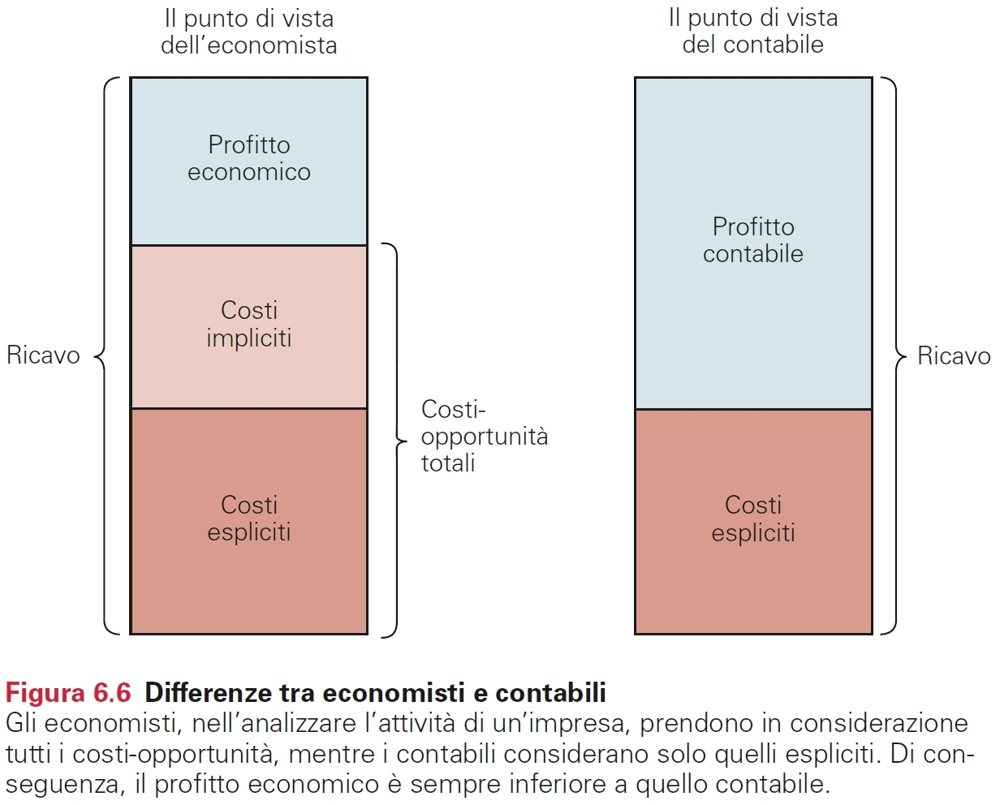 Il punto di vista
dell'economista
Il punto di vista
del contabile
Profitto
economico
Costi
impliciti
Costi
espliciti
Ricavo
Costi-
opportunità
totali
Profitto
contabile
Costi
espliciti
Ricavo
Figura 6.6 Differenze tra economisti e contabili
Gli economisti, nell'analizzare l'attività di un'impresa, prendono in considerazione
tutti i costi-opportunità, mentre i contabili considerano solo quelli espliciti. Di con-
seguenza, il profitto economico è sempre inferiore a quello contabile.